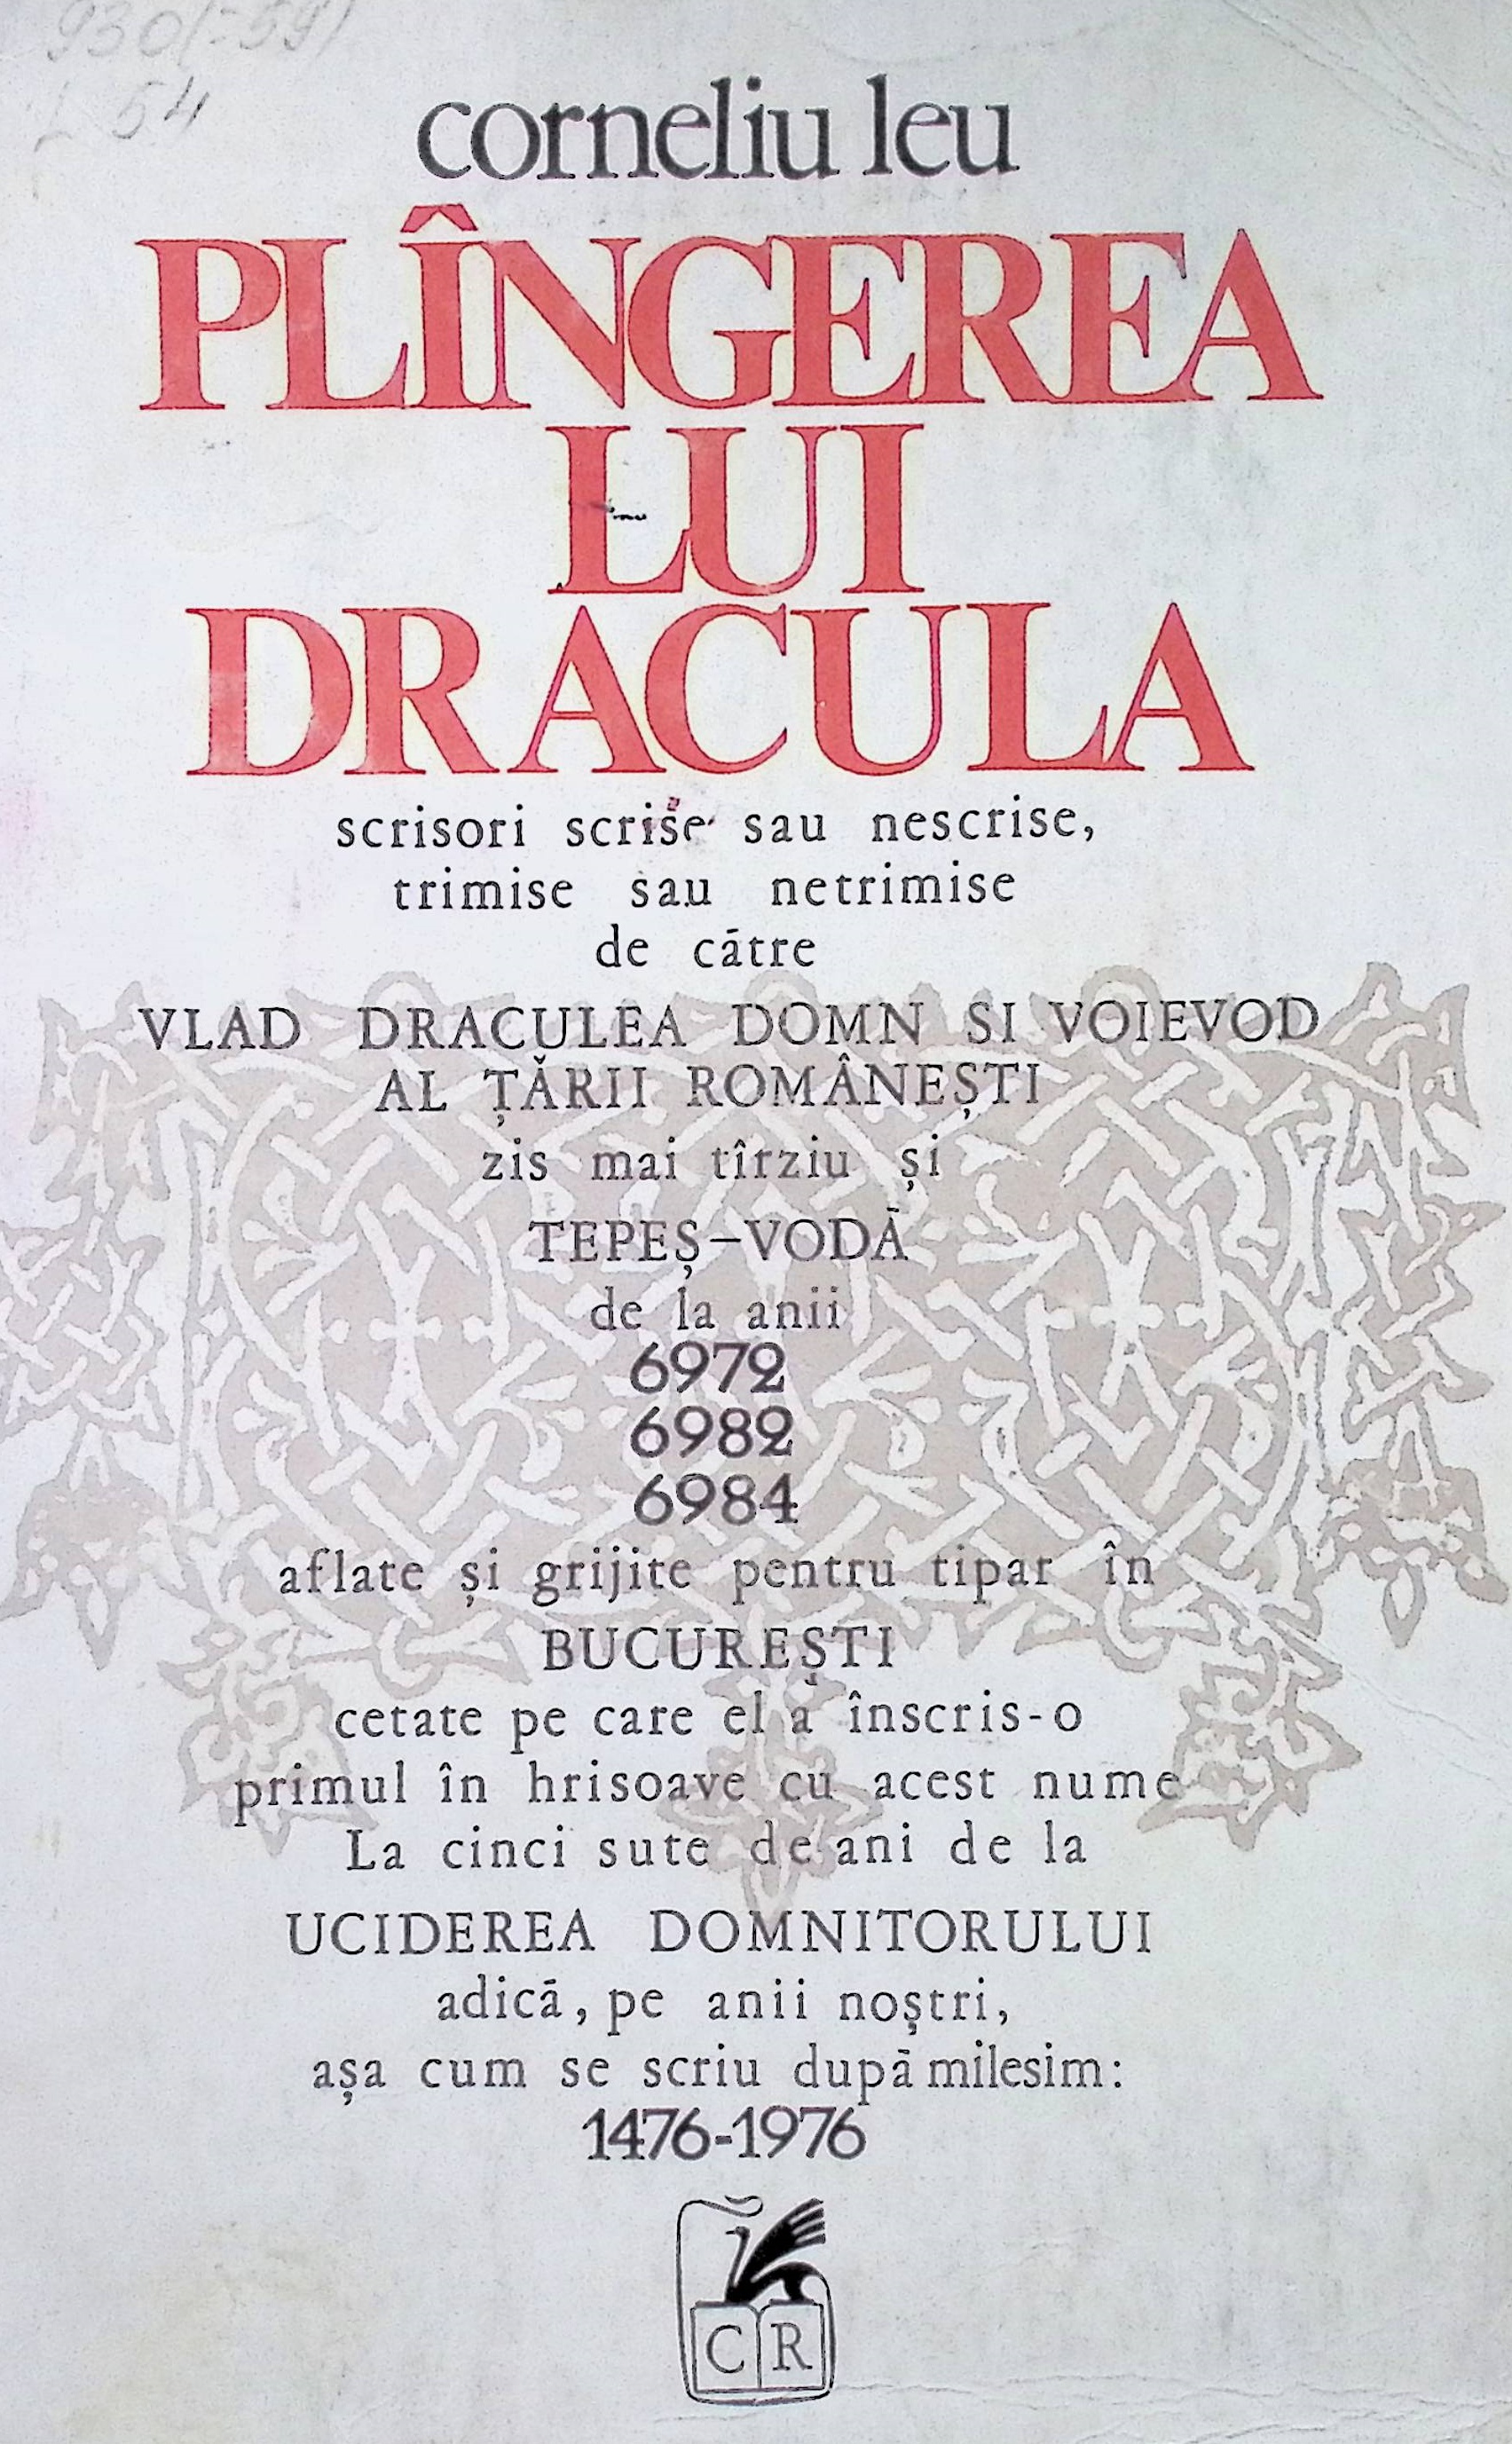 930(=59)
L 54
corneliu leu
PLÎNGEREA
LUI
DRACULA
scrisori scrise sau nescrise,
trimise sau netrimise
de către
VLAD DRACULEA DOMN SI VOIEVOD
AL ȚĂRII ROMÂNEȘTI
zis mai tîrziu și
TEPEȘ-VODĂ
de la anii
6972
6982
6984
aflate și grijite pentru tipar în
BUCUREȘTI
cetate pe care el a înscris-o
primul în hrisoave cu acest nume
La cinci sute de ani de la
UCIDEREA DOMNITORULUI
adică, pe anii noștri,
așa cum se scriu după milesim:
1476-1976
C R